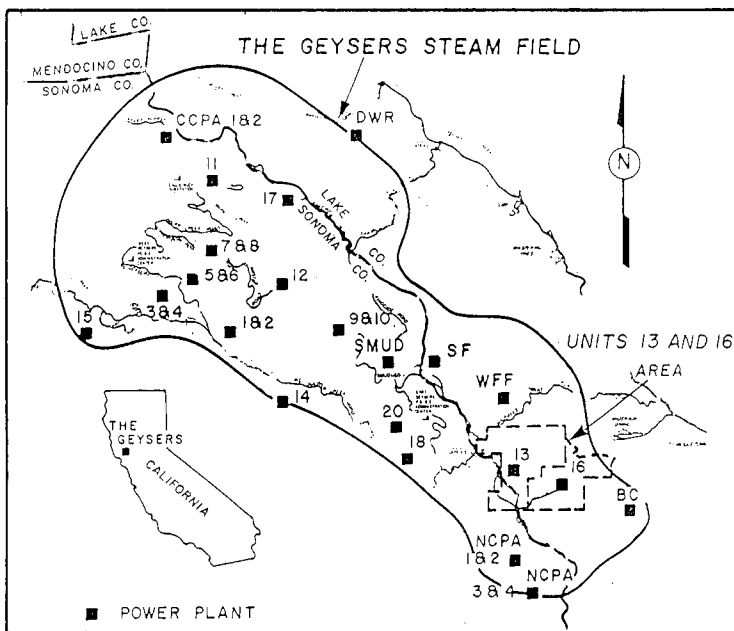 LAKE CO.
MENDOCINO CO.
SONOMA CO.
THE GEYSERS STEAM FIELD
CCPA 1&2
DWR
N
11
17
LAKE
SONOMA
CO.
CO.
7&8
5&6
12
3&4
15
1&2
9&10
SMUD
SF
UNITS 13 AND 16
AREA
WFF
14
THE
GEYSERS
CALIFORNIA
20
18
13
16
BC
NCPA
1&2
NCPA
3&4
POWER PLANT